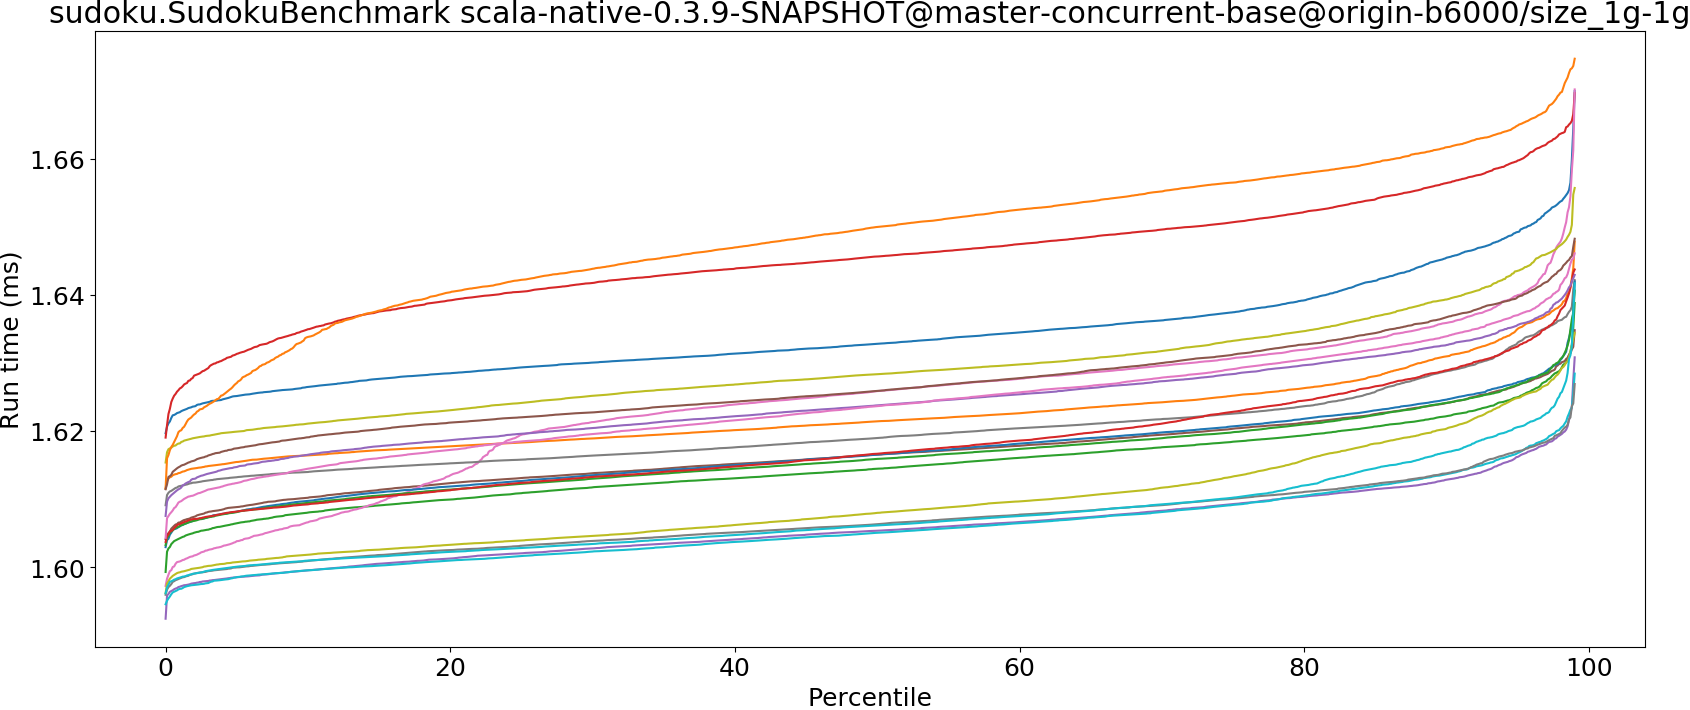 sudoku.SudokuBenchmark scala-native-0.3.9-SNAPSHOT@master-concurrent-base@origin-b6000/size_1g-1g
Run time (ms)
1.66
1.64
1.62
1.60
0 20 40 60 80 100
Percentile